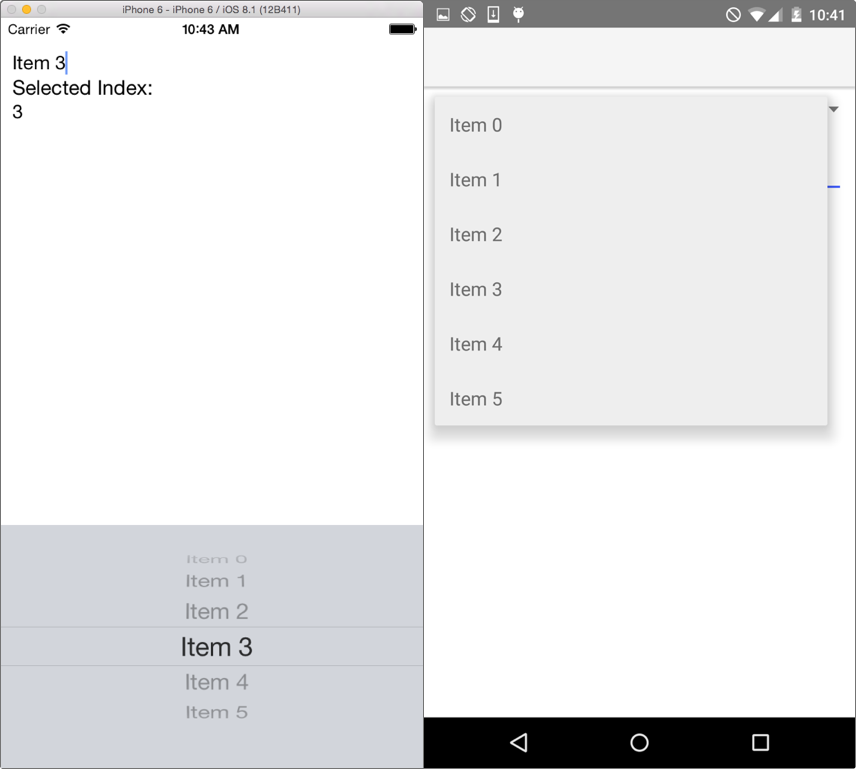 iPhone 6 - iPhone 6 / iOS 8.1 (12B411)
Carrier 10:43 AM
Item 3
Selected Index:
3
Item 0
Item 1
Item 2
Item 3
Item 4
Item 5
10:41
Item 0
Item 1
Item 2
Item 3
Item 4
Item 5